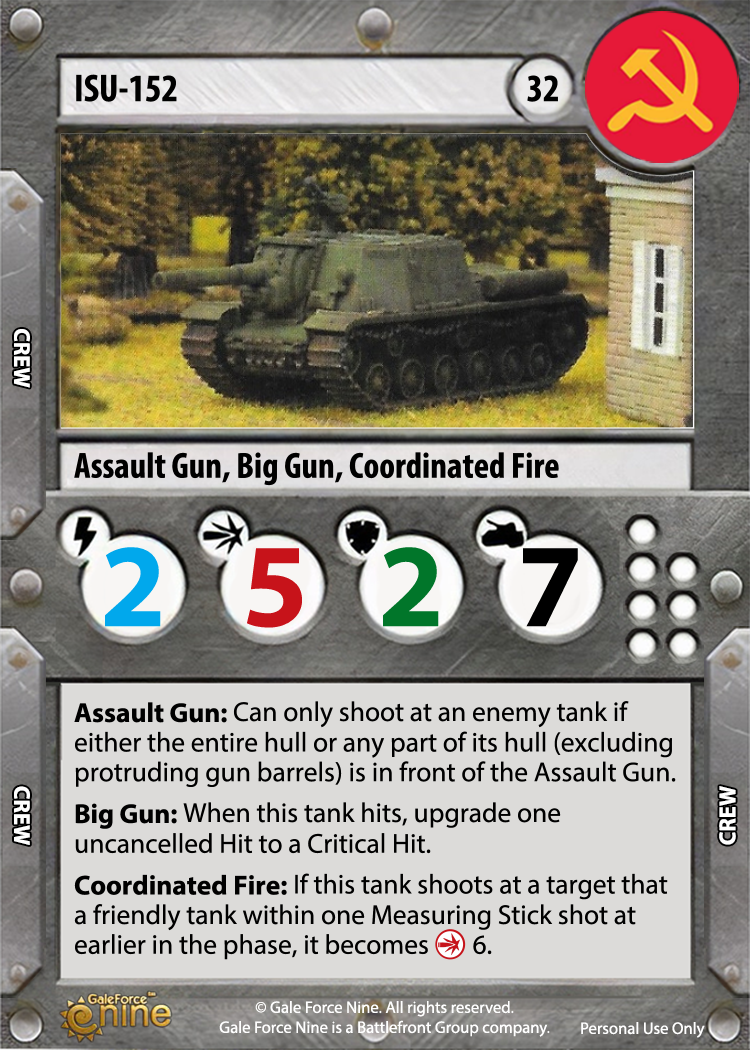 ISU-152
32
CREW
Assault Gun, Big Gun, Coordinated Fire
2 5 2 7
Assault Gun: Can only shoot at an enemy tank if
either the entire hull or any part of its hull (excluding
protruding gun barrels) is in front of the Assault Gun.
Big Gun: When this tank hits, upgrade one
uncancelled Hit to a Critical Hit.
Coordinated Fire: If this tank shoots at a target that
a friendly tank within one Measuring Stick shot at
earlier in the phase, it becomes 6.
CREW
CREW
GaleForce™
nine
© Gale Force Nine. All rights reserved.
Gale Force Nine is a Battlefront Group company.
Personal Use Only